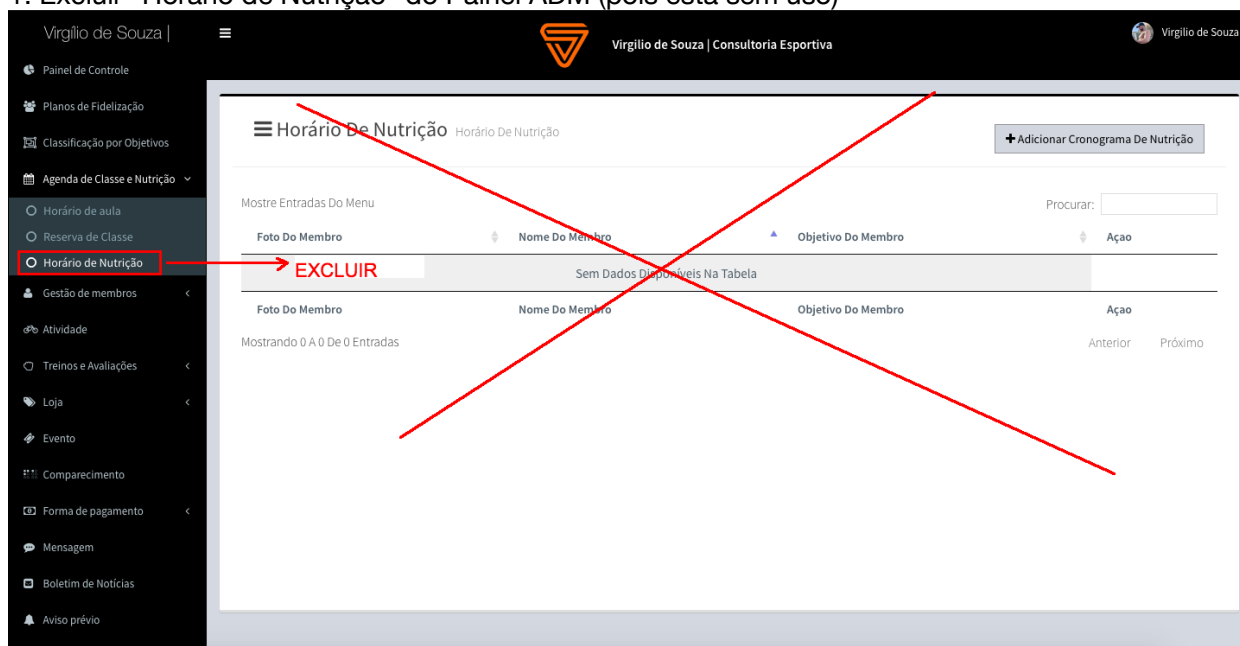 1. Excluir "Horário de Nutrição" do Painel ADM (pois está sem uso)
Virgílio de Souza |
Virgilio de Souza | Consultoria Esportiva
Virgilio de Souza
Painel de Controle
Planos de Fidelização
Classificação por Objetivos
Agenda de Classe e Nutrição
Horário de aula
Reserva de Classe
Horário de Nutrição
Gestão de membros
Atividade
Treinos e Avaliações
Loja
Evento
Comparecimento
Forma de pagamento
Mensagem
Boletim de Notícias
Aviso prévio
Horário De Nutrição Horário De Nutrição
+ Adicionar Cronograma De Nutrição
Mostre Entradas Do Menu
Procurar:
Foto Do Membro Nome Do Membro Objetivo Do Membro Açao
EXCLUIR
Sem Dados Disponíveis Na Tabela
Foto Do Membro Nome Do Membro Objetivo Do Membro Açao
Mostrando 0 A 0 De 0 Entradas
Anterior Próximo